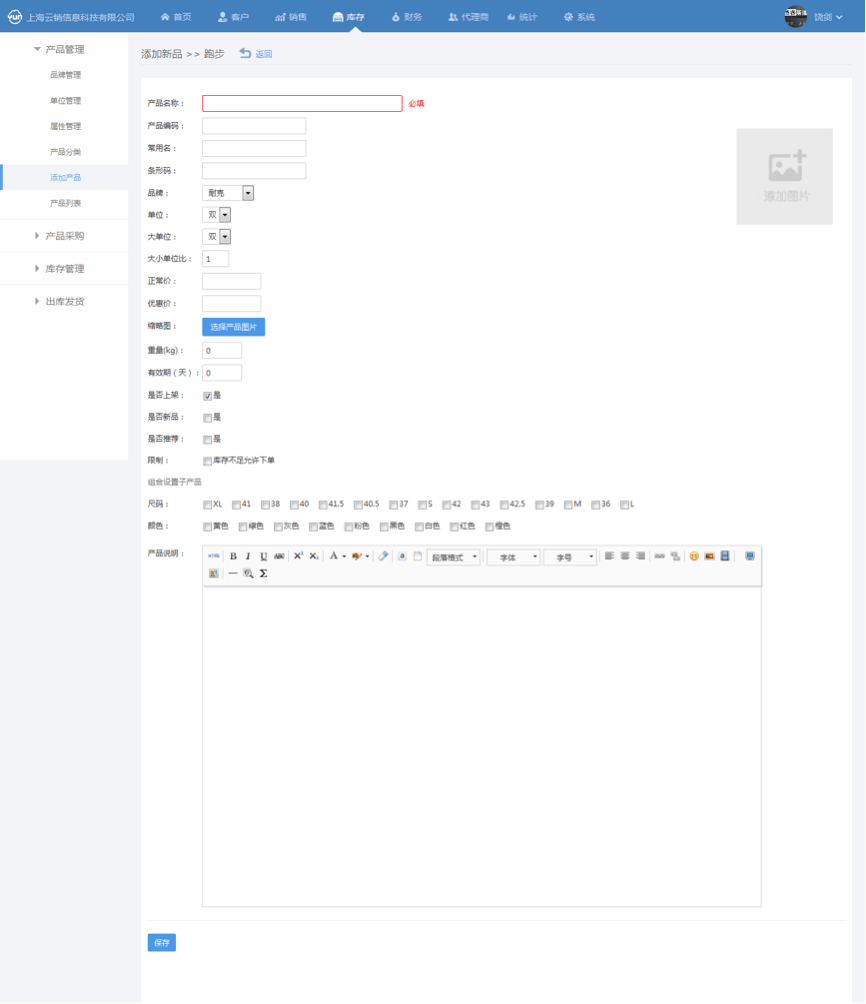 yun 上海云销信息科技有限公司 首页 客户 销售 库存 财务 代理商 统计 系统 饶剑
产品管理
品牌管理
单位管理
属性管理
产品分类
添加产品
产品列表
产品采购
库存管理
出库发货
添加新品 >> 跑步 返回
产品名称： 必填
产品编码：
常用名：
条形码：
品牌： 耐克
单位： 双
大单位： 双
大小单位比： 1
正常价：
优惠价：
缩略图： 选择产品图片
重量(kg)： 0
有效期（天）： 0
是否上架： 是
是否新品： 是
是否推荐： 是
限制： 库存不足允许下单
添加图片
组合设置子产品
尺码： XL 41 38 40 41.5 40.5 37 S 42 43 42.5 39 M 36 L
颜色： 黄色 绿色 灰色 蓝色 粉色 黑色 白色 红色 橙色
产品说明： HTML B I U ABC X² X₂ A 段落格式 字体 字号
Σ
保存